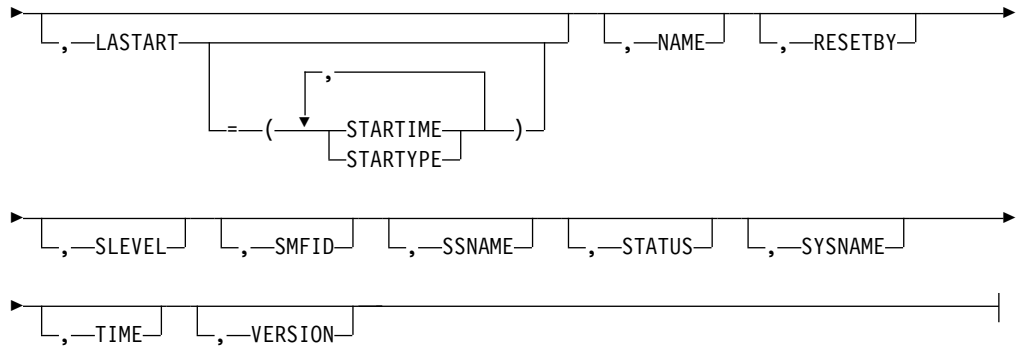 , LASTART , NAME , RESETBY
,
= ( STARTIME )
STARTYPE
, SLEVEL , SMFID , SSNAME , STATUS , SYSNAME
, TIME , VERSION